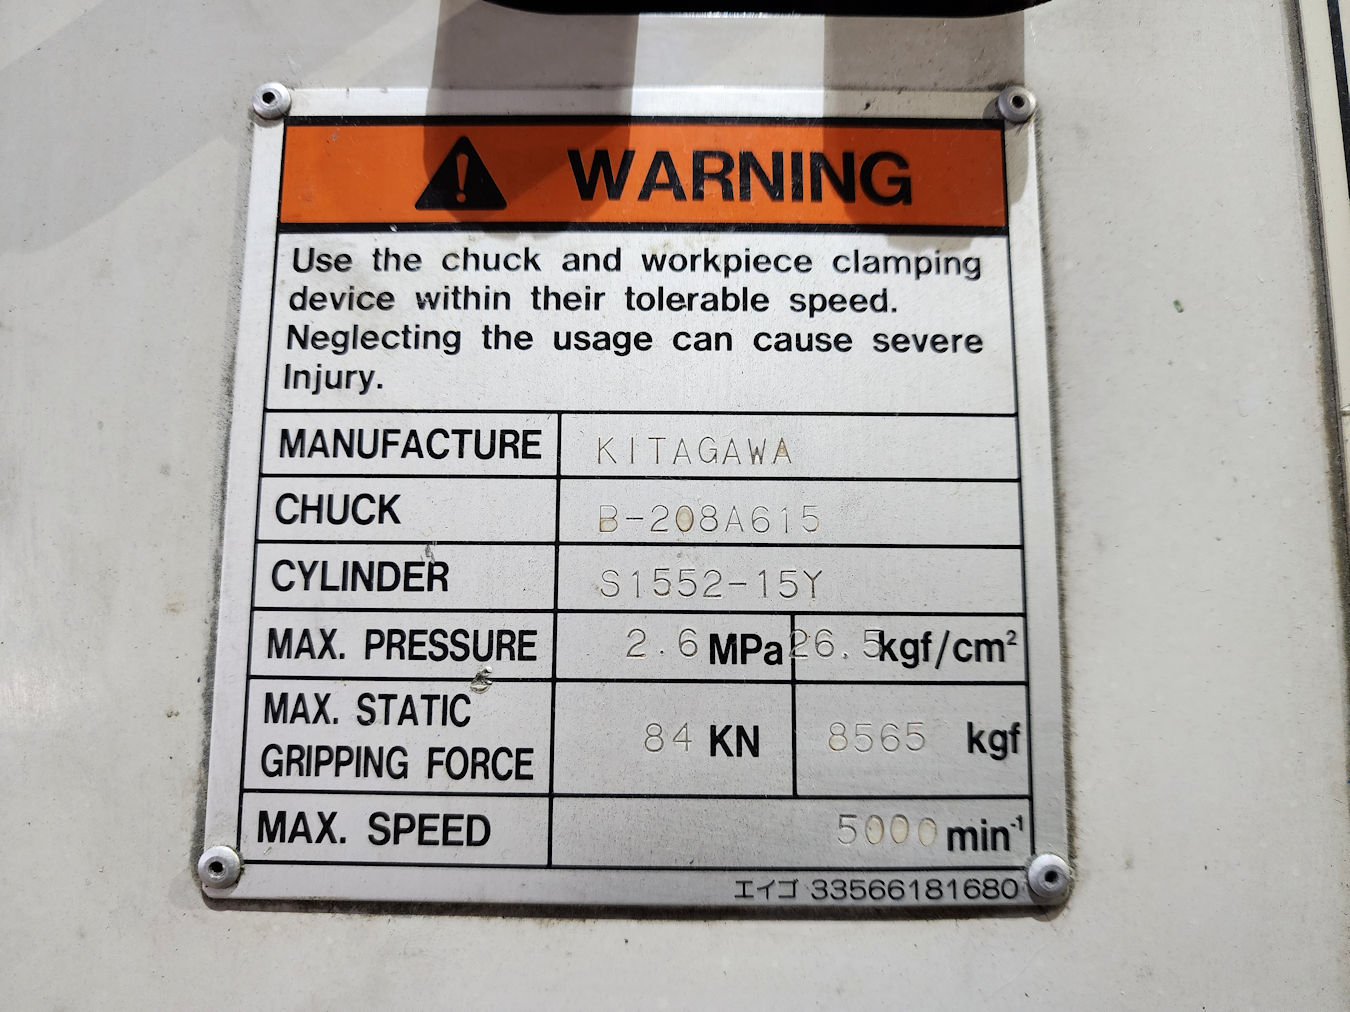 WARNING
Use the chuck and workpiece clamping
device within their tolerable speed.
Neglecting the usage can cause severe
Injury.
MANUFACTURE KITAGAWA
CHUCK B-208A615
CYLINDER S1552-15Y
MAX. PRESSURE 2.6 MPa 26.5 kgf/cm²
MAX. STATIC
GRIPPING FORCE 84 KN 8565 kgf
MAX. SPEED 5000 min⁻¹
エイゴ 33566181680